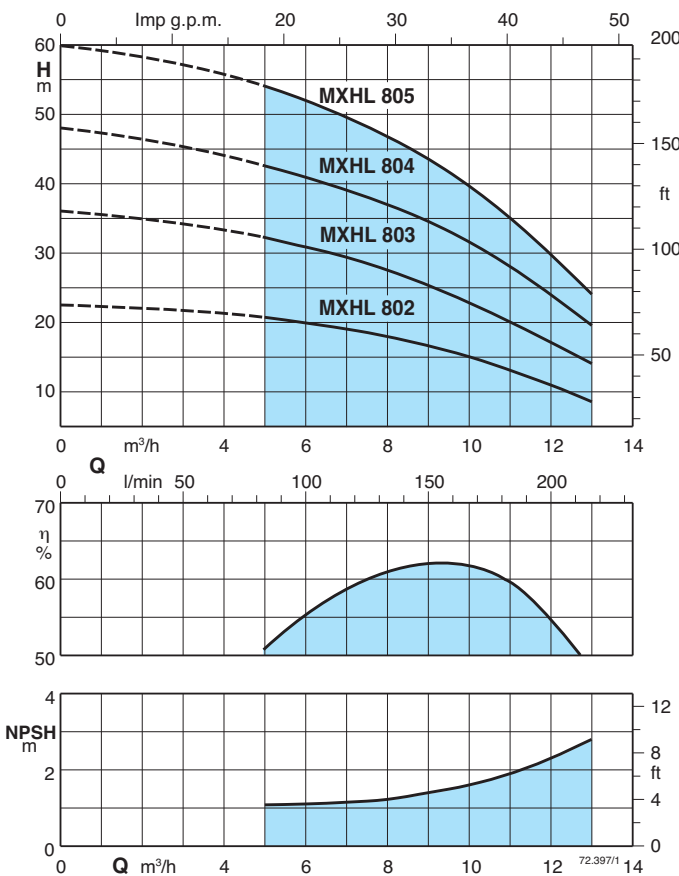 0 Imp g.p.m. 20 30 40 50
60 200
H
m
50
150
40
ft
30
100
20
50
10
MXHL 805
MXHL 804
MXHL 803
MXHL 802
0 m³/h 4 6 8 10 12 14
Q
0 l/min 50 100 150 200
70
η
%
60
50
4
NPSH
m
2
0
12
8
ft
4
0
72.397/1
0 Q m³/h 4 6 8 10 12 14